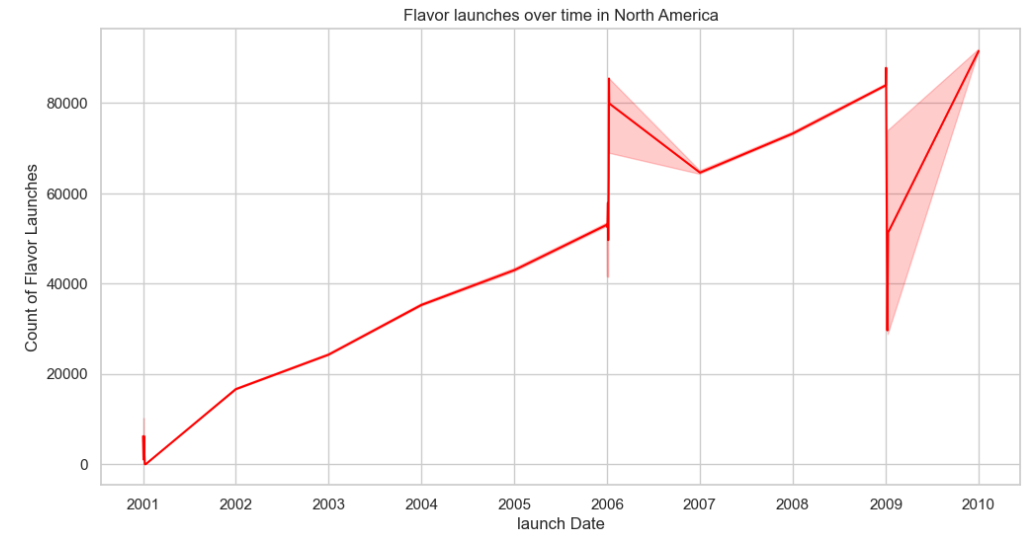 Flavor launches over time in North America
Count of Flavor Launches
80000
60000
40000
20000
0
2001 2002 2003 2004 2005 2006 2007 2008 2009 2010
launch Date